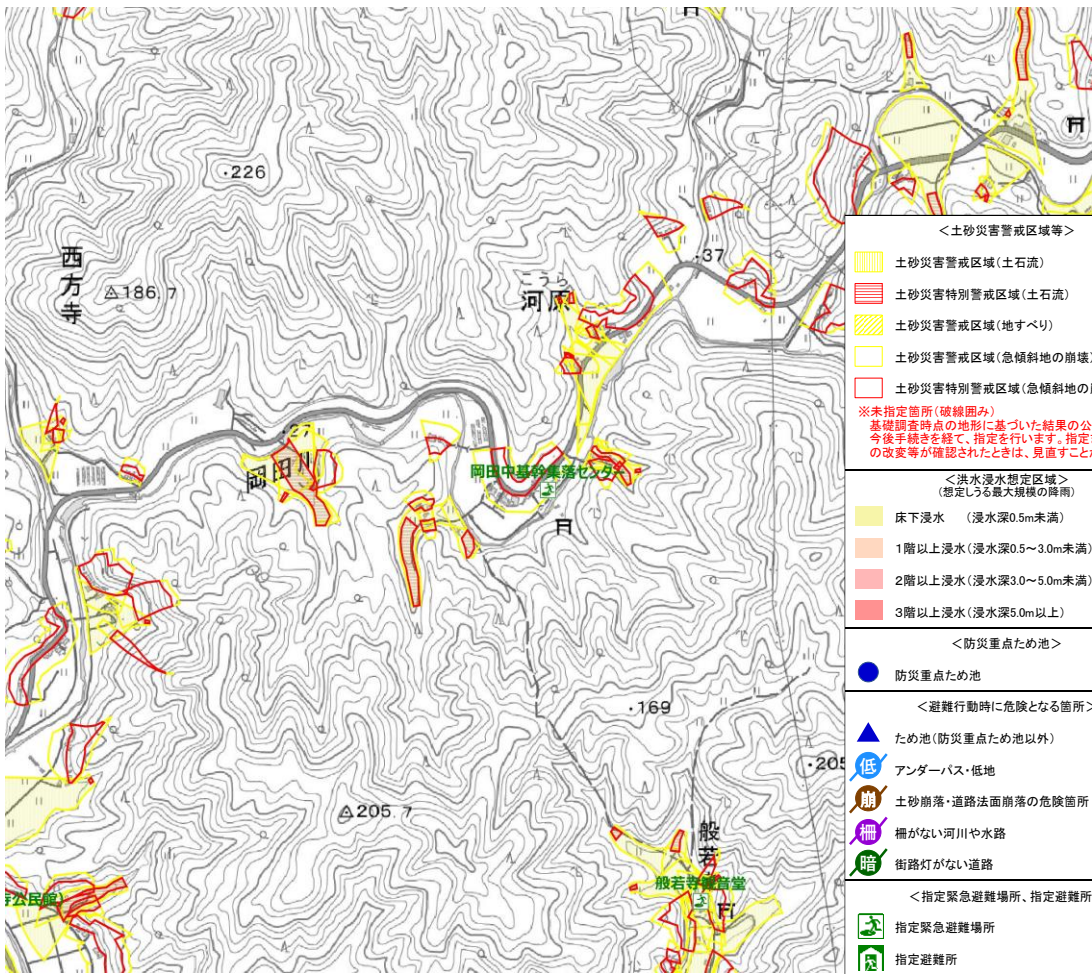 ・226
西方寺
△186.7
こうら
河原
・37
・27
岡田川
岡田中基幹集落センター
・169
・205
△205.7
般若
般若寺観音堂
寺公民館)
<土砂災害警戒区域等>
土砂災害警戒区域(土石流)
土砂災害特別警戒区域(土石流)
土砂災害警戒区域(地すべり)
土砂災害警戒区域(急傾斜地の崩壊
土砂災害特別警戒区域(急傾斜地の
※未指定箇所(破線囲み)
基礎調査時点の地形に基づいた結果の公
今後手続きを経て、指定を行います。指定
の改変等が確認されたときは、見直すこと
<洪水浸水想定区域>
(想定しうる最大規模の降雨)
床下浸水 (浸水深0.5m未満)
1階以上浸水(浸水深0.5~3.0m未満)
2階以上浸水(浸水深3.0~5.0m未満)
3階以上浸水(浸水深5.0m以上)
<防災重点ため池>
防災重点ため池
<避難行動時に危険となる箇所>
ため池(防災重点ため池以外)
低 アンダーパス・低地
崩 土砂崩落・道路法面崩落の危険箇所
柵 柵がない河川や水路
暗 街路灯がない道路
<指定緊急避難場所、指定避難所
指定緊急避難場所
指定避難所